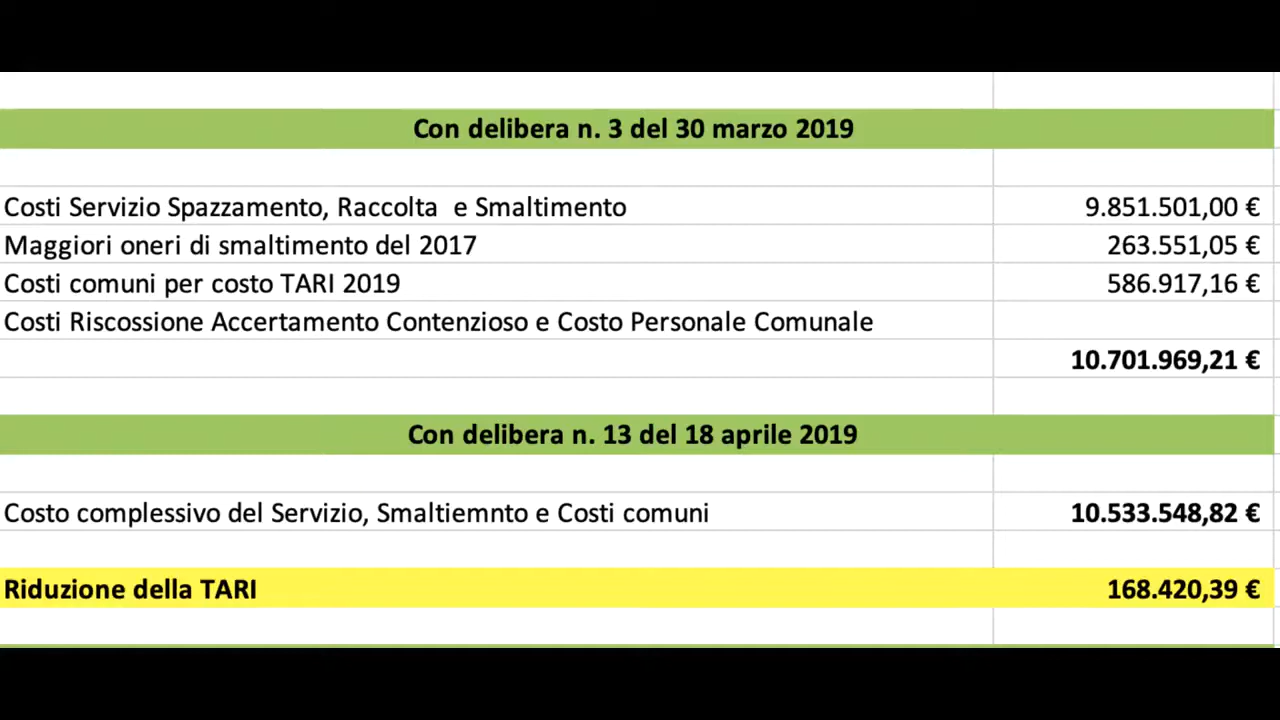 Con delibera n. 3 del 30 marzo 2019
Costi Servizio Spazzamento, Raccolta  e Smaltimento 9.851.501,00 €
Maggiori oneri di smaltimento del 2017 263.551,05 €
Costi comuni per costo TARI 2019 586.917,16 €
Costi Riscossione Accertamento Contenzioso e Costo Personale Comunale
10.701.969,21 €
Con delibera n. 13 del 18 aprile 2019
Costo complessivo del Servizio, Smaltiemnto e Costi comuni 10.533.548,82 €
Riduzione della TARI 168.420,39 €